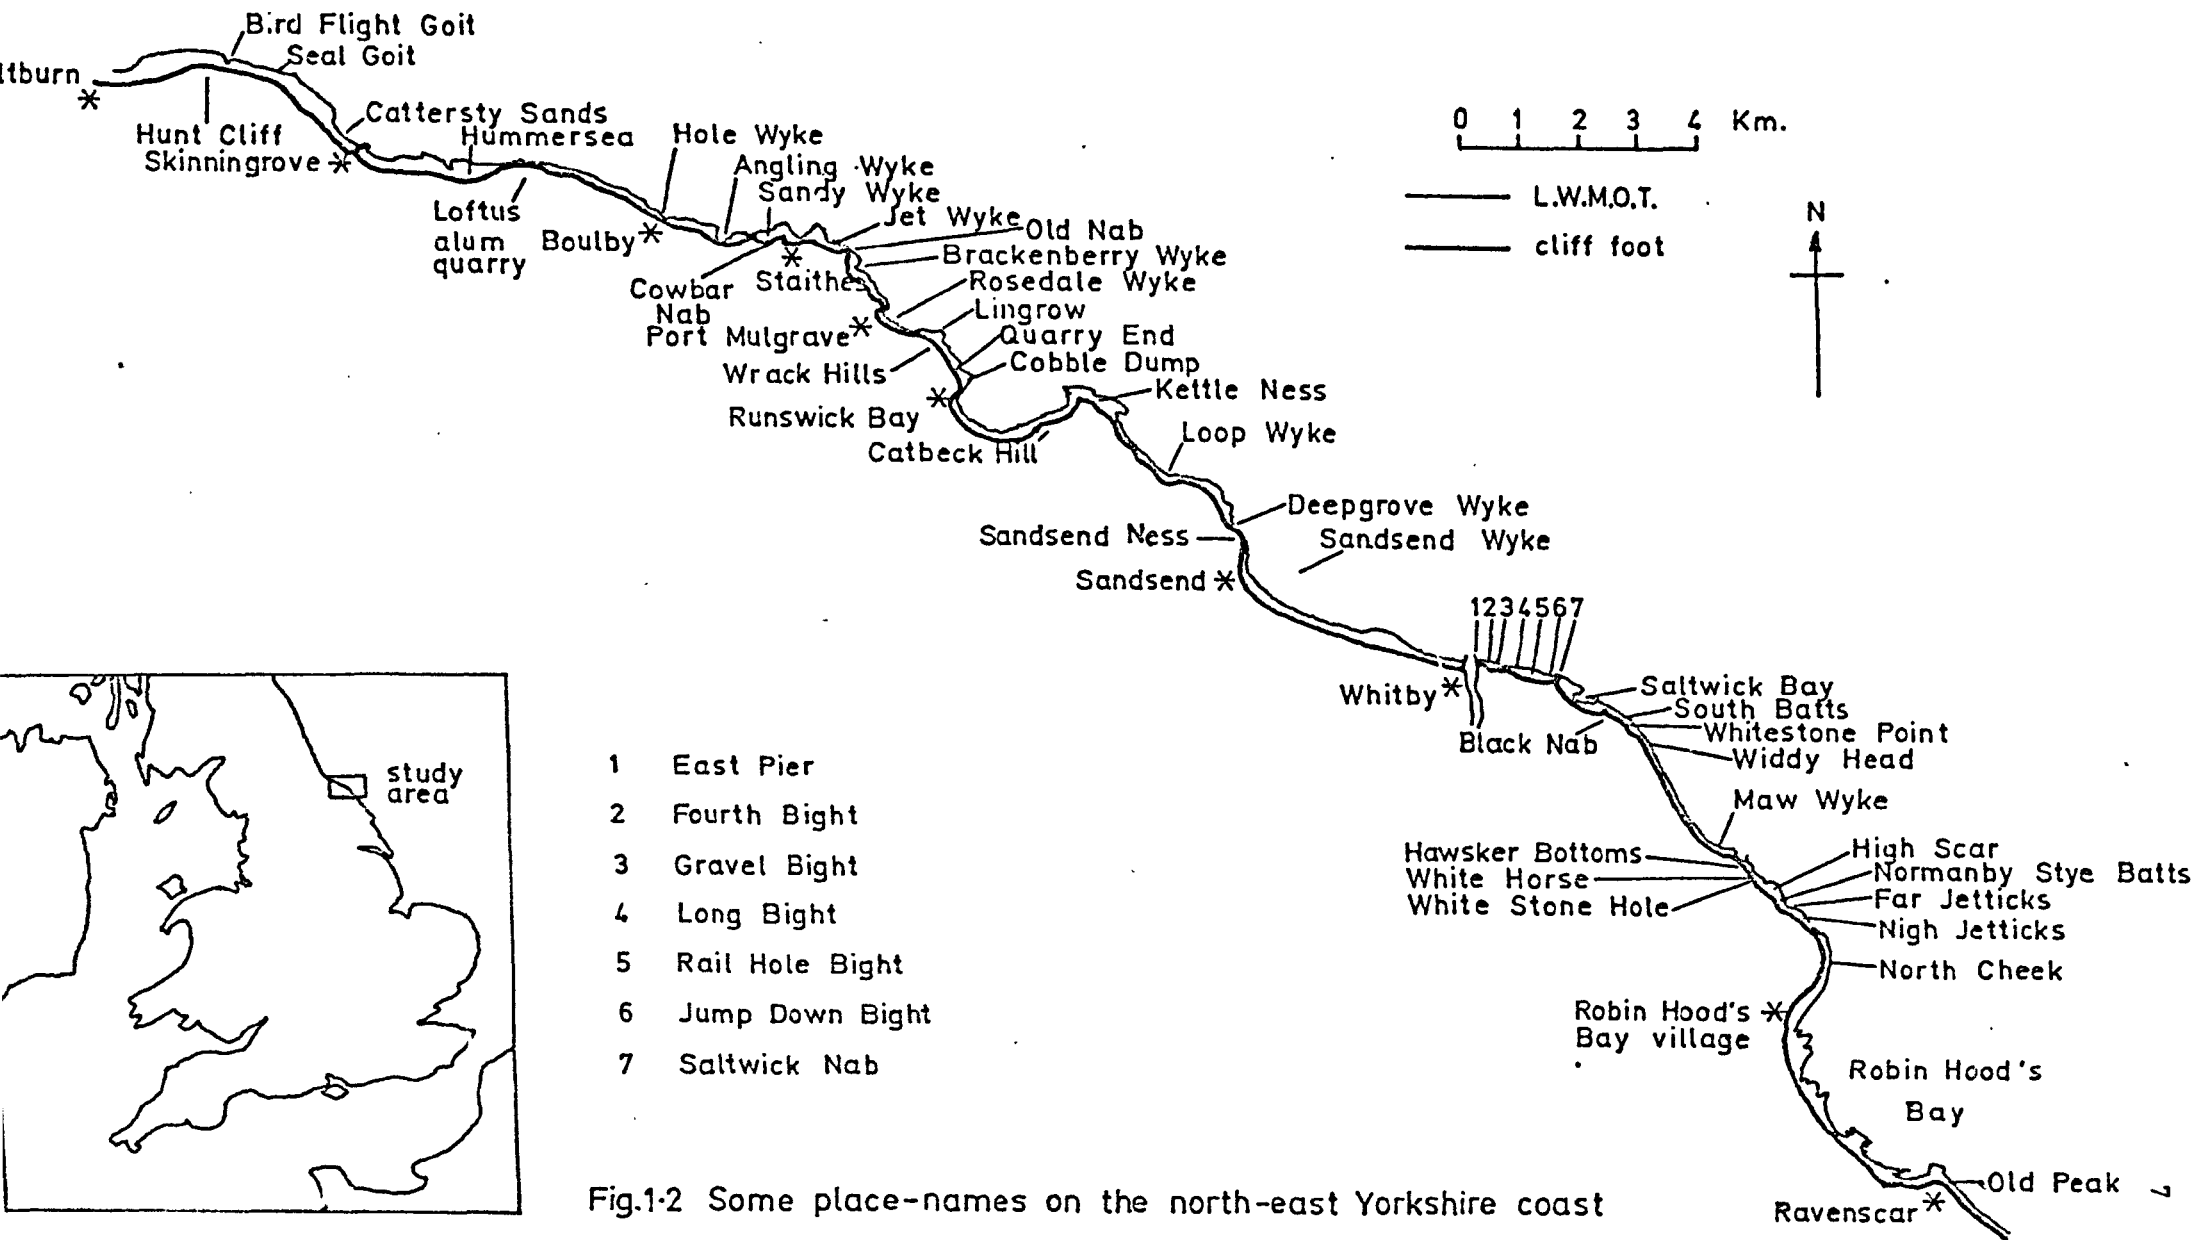 Bird Flight Goit
Seal Goit
ltburn
Cattersty Sands
Hunt Cliff
Hummersea
Skinningrove
Hole Wyke
Angling Wyke
Sandy Wyke
Loftus
alum
quarry
Boulby
Jet Wyke
Old Nab
Brackenberry Wyke
Cowbar
Nab
Staithes
Rosedale Wyke
Lingrow
Port Mulgrave
Quarry End
Cobble Dump
Wrack Hills
Kettle Ness
Runswick Bay
Catbeck Hill
Loop Wyke
Deepgrove Wyke
Sandsend Ness
Sandsend Wyke
Sandsend
0 1 2 3 4 Km.
L.W.M.O.T.
cliff foot
N
1234567
Whitby
Saltwick Bay
South Batts
Whitestone Point
Black Nab
Widdy Head
Maw Wyke
Hawsker Bottoms
White Horse
White Stone Hole
High Scar
Normanby Stye Batts
Far Jetticks
Nigh Jetticks
North Cheek
Robin Hood's
Bay village
Robin Hood's
Bay
Old Peak
Ravenscar
study
area
1 East Pier
2 Fourth Bight
3 Gravel Bight
4 Long Bight
5 Rail Hole Bight
6 Jump Down Bight
7 Saltwick Nab
Fig.1·2 Some place-names on the north-east Yorkshire coast